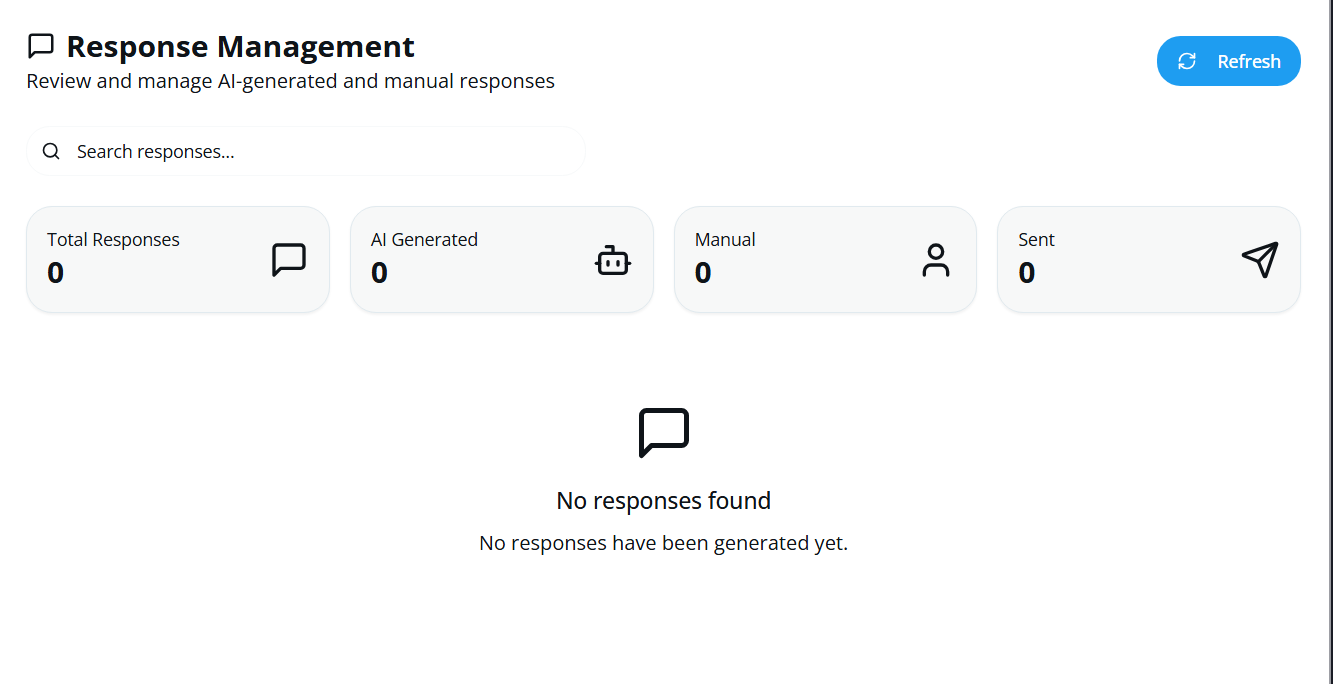 Response Management
Review and manage AI-generated and manual responses
Refresh
Search responses...
Total Responses
0
AI Generated
0
Manual
0
Sent
0
No responses found
No responses have been generated yet.